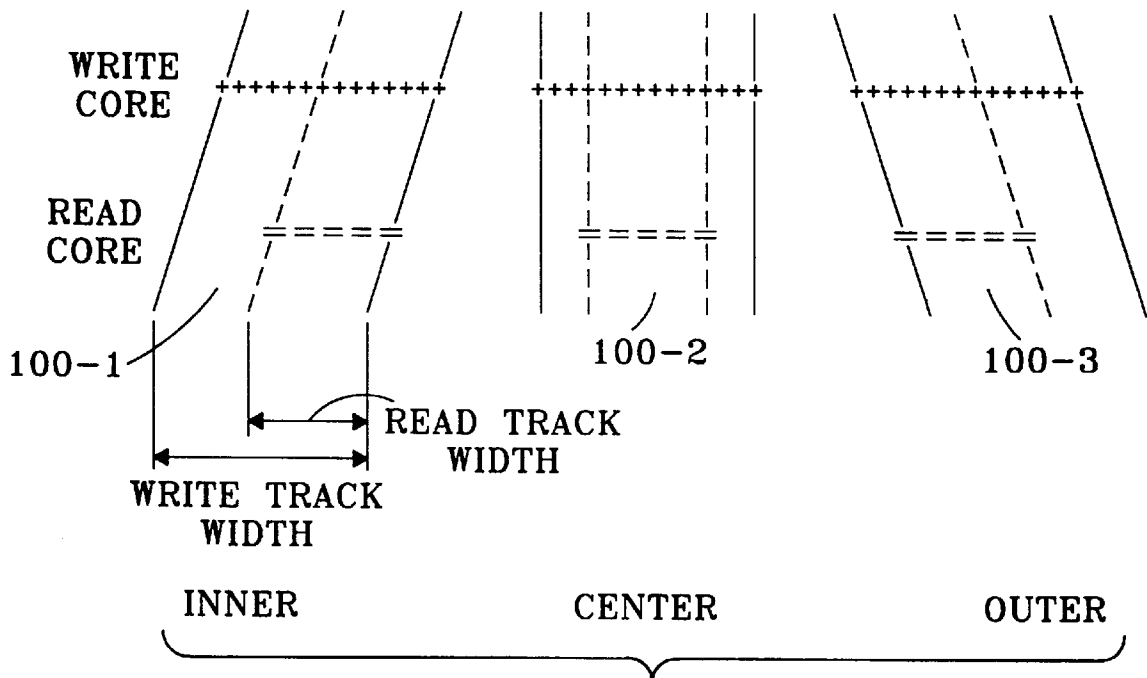 WRITE
CORE
+++++++++++++++
+++++++++++++++
+++++++++++++++
READ
CORE
======
======
======
100-1
100-2
100-3
READ TRACK
WIDTH
WRITE TRACK
WIDTH
INNER
CENTER
OUTER